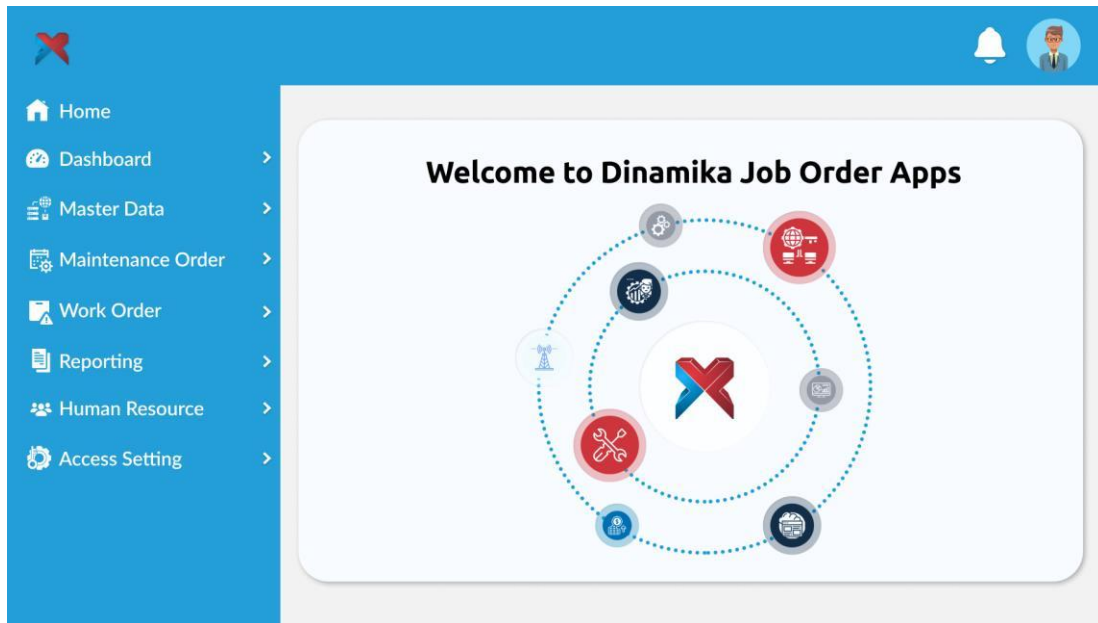 Home
Dashboard
Master Data
Maintenance Order
Work Order
Reporting
Human Resource
Access Setting
Welcome to Dinamika Job Order Apps